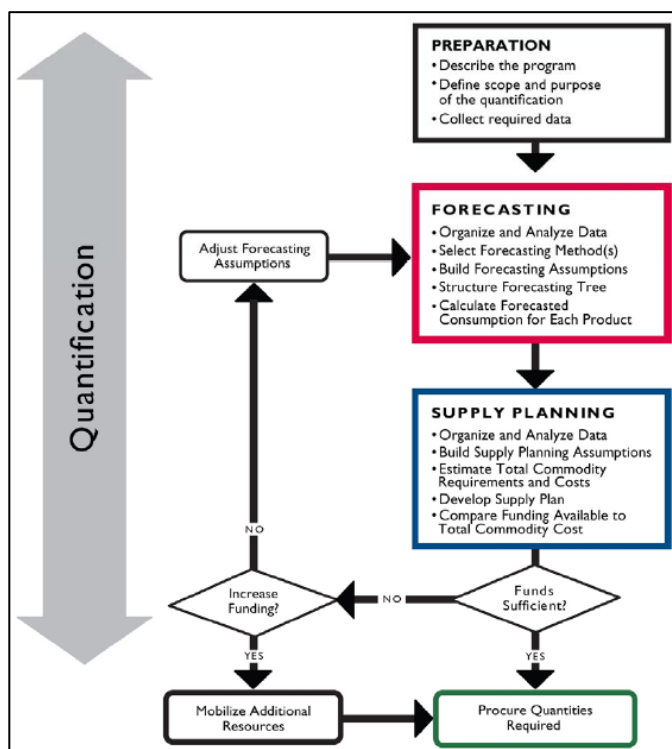 Quantification
PREPARATION
• Describe the program
• Define scope and purpose
of the quantification
• Collect required data
FORECASTING
• Organize and Analyze Data
• Select Forecasting Method(s)
• Build Forecasting Assumptions
• Structure Forecasting Tree
• Calculate Forecasted
Consumption for Each Product
Adjust Forecasting
Assumptions
SUPPLY PLANNING
• Organize and Analyze Data
• Build Supply Planning Assumptions
• Estimate Total Commodity
Requirements and Costs
• Develop Supply Plan
• Compare Funding Available to
Total Commodity Cost
Funds
Sufficient?
NO
Increase
Funding?
NO
YES
YES
Mobilize Additional
Resources
Procure Quantities
Required